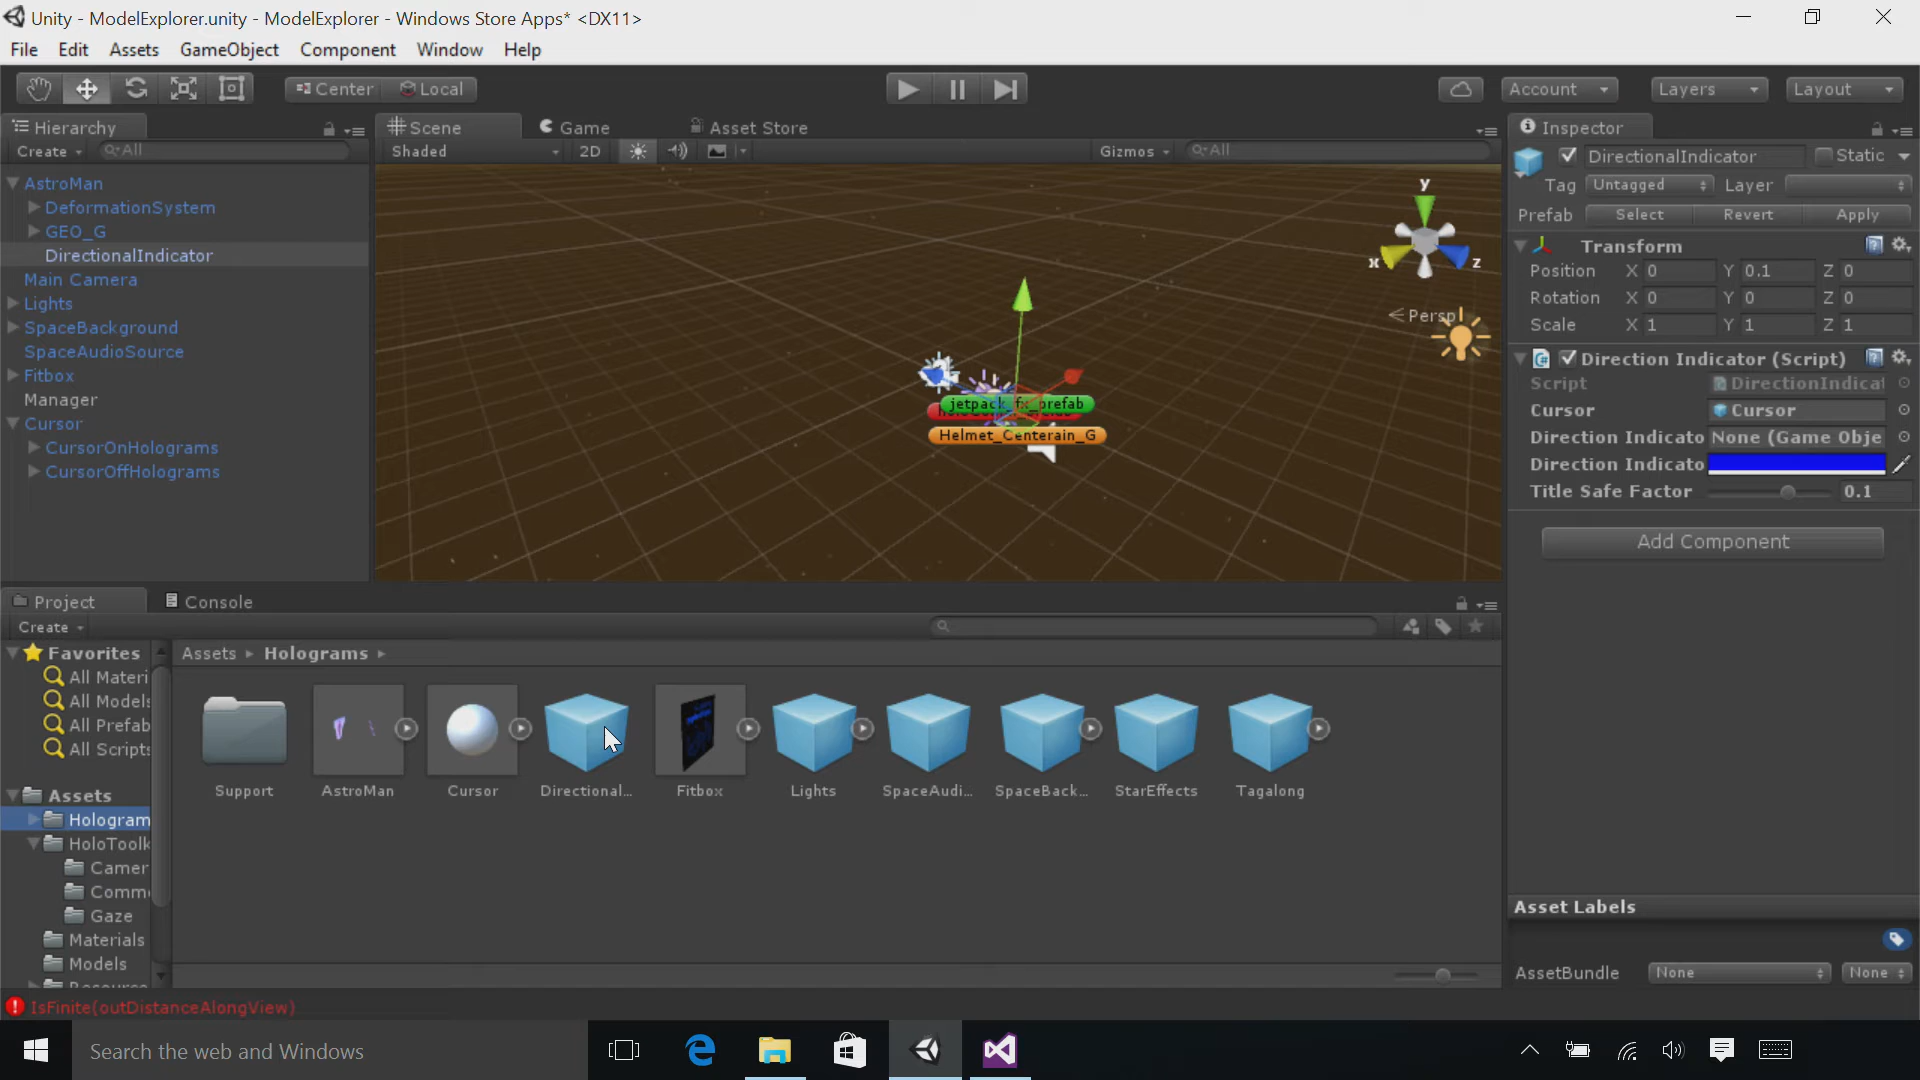 Unity - ModelExplorer.unity - ModelExplorer - Windows Store Apps* <DX11>
File Edit Assets GameObject Component Window Help
Center Local Account Layers Layout
Hierarchy
Create All
AstroMan
DeformationSystem
GEO_G
DirectionalIndicator
Main Camera
Lights
SpaceBackground
SpaceAudioSource
Fitbox
Manager
Cursor
CursorOnHolograms
CursorOffHolograms
Scene Game Asset Store
Shaded 2D Gizmos All
y
x z
Persp
jetpack_fx_prefab
Helmet_Centerain_G
Inspector
DirectionalIndicator Static
Tag Untagged Layer
Prefab Select Revert Apply
Transform
Position X 0 Y 0.1 Z 0
Rotation X 0 Y 0 Z 0
Scale X 1 Y 1 Z 1
Direction Indicator (Script)
Script DirectionIndicat
Cursor Cursor
Direction Indicato None (Game Obje
Direction Indicato
Title Safe Factor 0.1
Add Component
Asset Labels
AssetBundle None None
Project Console
Create
Favorites
All Materi
All Models
All Prefab
All Scripts
Assets
Hologram
HoloToolk
Camer
Comm
Gaze
Materials
Models
Assets Holograms
Support AstroMan Cursor Directional... Fitbox Lights SpaceAudi... SpaceBack... StarEffects Tagalong
IsFinite(outDistanceAlongView)
Search the web and Windows